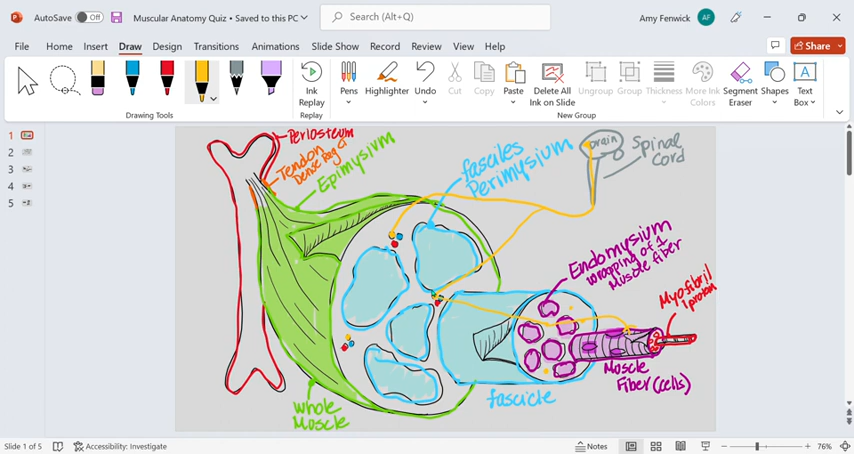 AutoSave Off Muscular Anatomy Quiz • Saved to this PC Search (Alt+Q) Amy Fenwick AF
File Home Insert Draw Design Transitions Animations Slide Show Record Review View Help Share
Ink Replay
Pens
Highlighter
Undo
Cut
Copy
Paste
Delete All Ink on Slide
Ungroup
Group
Thickness
More Ink Colors
Segment Eraser
Shapes
Text Box
Drawing Tools
Replay
New Group
1
2
3
4
5
Periosteum
Tendon
Dense Reg CT
Epimysium
fasciles
Perimysium
Brain
Spinal
Cord
Endomysium
wrapping of 1
Muscle fiber
Myofibril
1 protein
Muscle
Fiber (cells)
fascicle
whole
Muscle
Slide 1 of 5 Accessibility: Investigate Notes 76%